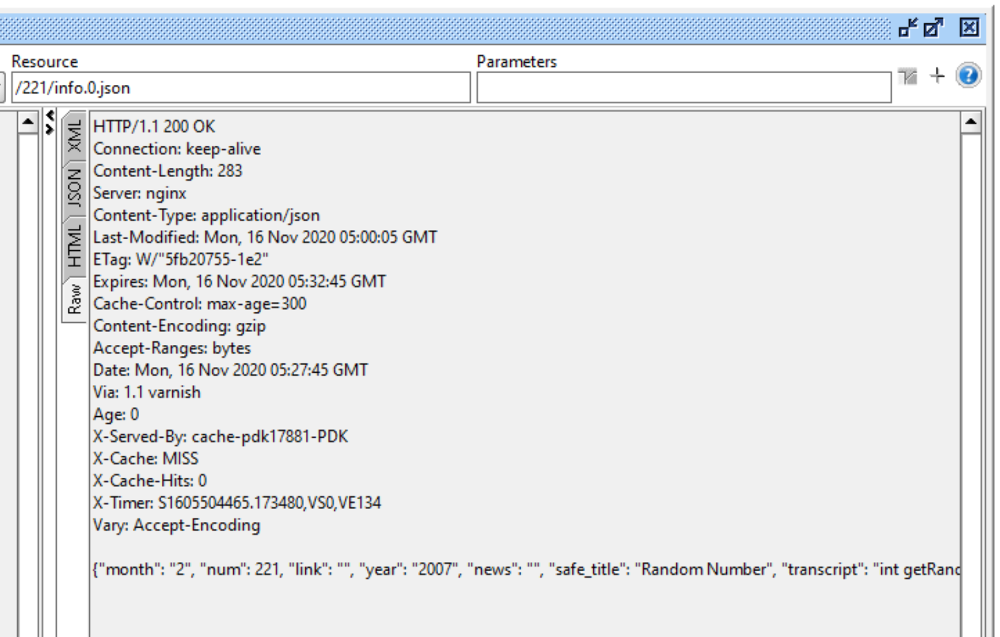 Resource
Parameters
/221/info.0.json
XML
JSON
HTML
Raw
HTTP/1.1 200 OK
Connection: keep-alive
Content-Length: 283
Server: nginx
Content-Type: application/json
Last-Modified: Mon, 16 Nov 2020 05:00:05 GMT
ETag: W/"5fb20755-1e2"
Expires: Mon, 16 Nov 2020 05:32:45 GMT
Cache-Control: max-age=300
Content-Encoding: gzip
Accept-Ranges: bytes
Date: Mon, 16 Nov 2020 05:27:45 GMT
Via: 1.1 varnish
Age: 0
X-Served-By: cache-pdk17881-PDK
X-Cache: MISS
X-Cache-Hits: 0
X-Timer: S1605504465.173480,VS0,VE134
Vary: Accept-Encoding
{"month": "2", "num": 221, "link": "", "year": "2007", "news": "", "safe_title": "Random Number", "transcript": "int getRand